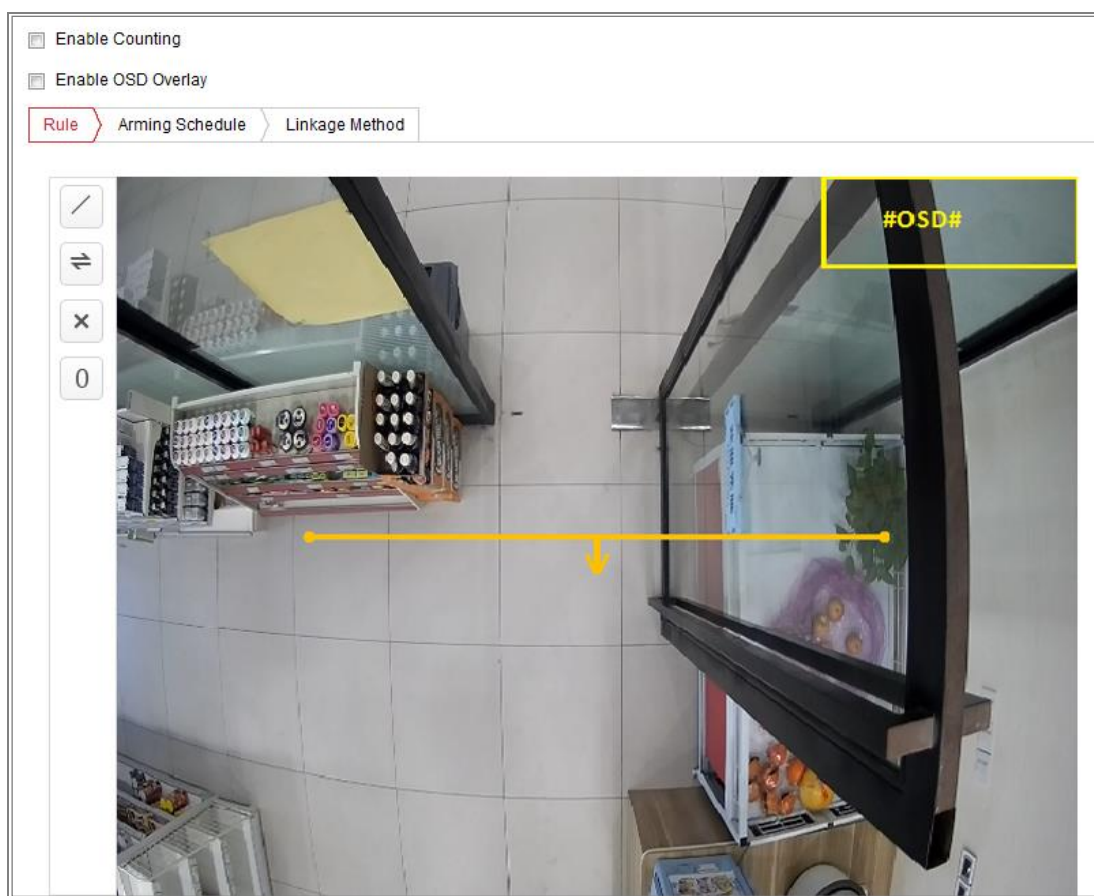 Enable Counting
Enable OSD Overlay
Rule
Arming Schedule
Linkage Method
#OSD#
0